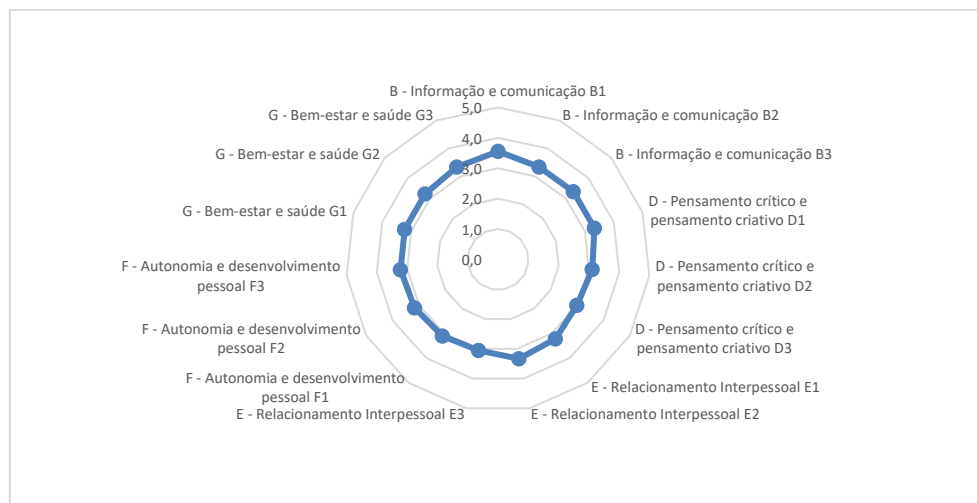 B - Informação e comunicação B1
B - Informação e comunicação B2
B - Informação e comunicação B3
D - Pensamento crítico e
pensamento criativo D1
D - Pensamento crítico e
pensamento criativo D2
D - Pensamento crítico e
pensamento criativo D3
E - Relacionamento Interpessoal E1
E - Relacionamento Interpessoal E2
E - Relacionamento Interpessoal E3
F - Autonomia e desenvolvimento
pessoal F1
F - Autonomia e desenvolvimento
pessoal F2
F - Autonomia e desenvolvimento
pessoal F3
G - Bem-estar e saúde G1
G - Bem-estar e saúde G2
G - Bem-estar e saúde G3
5,0
4,0
3,0
2,0
1,0
0,0